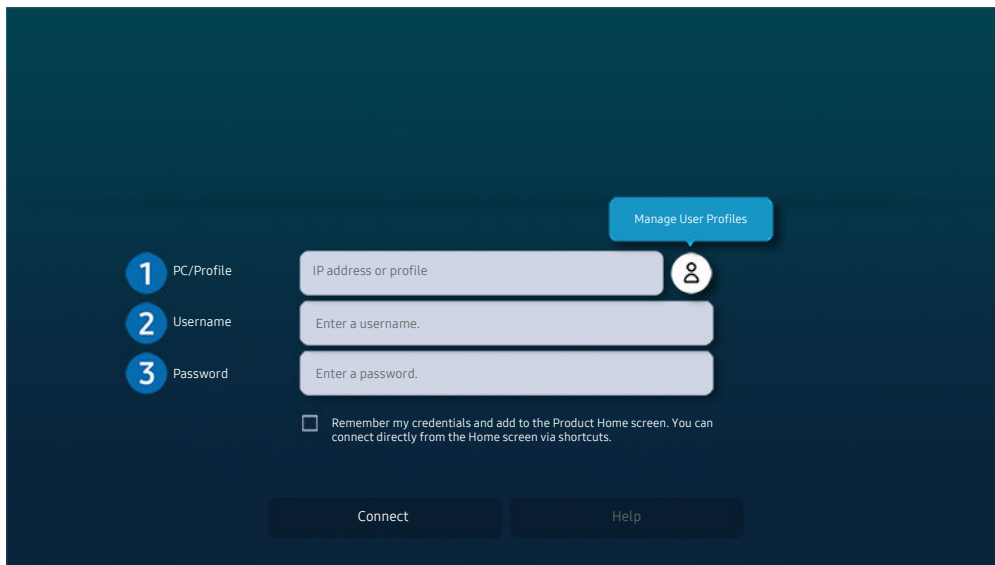 Manage User Profiles
1 PC/Profile IP address or profile
2 Username Enter a username.
3 Password Enter a password.
Remember my credentials and add to the Product Home screen. You can
connect directly from the Home screen via shortcuts.
Connect Help